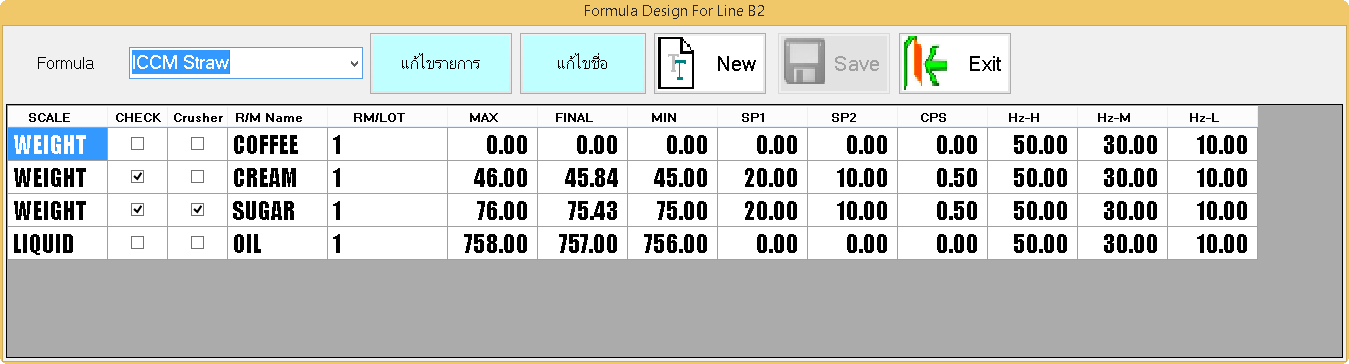 Formula Design For Line B2
Formula ICCM Straw แก้ไขรายการ แก้ไขชื่อ New Save Exit
SCALE CHECK Crusher R/M Name RM/LOT MAX FINAL MIN SP1 SP2 CPS Hz-H Hz-M Hz-L
WEIGHT COFFEE 1 0.00 0.00 0.00 0.00 0.00 0.00 50.00 30.00 10.00
WEIGHT CREAM 1 46.00 45.84 45.00 20.00 10.00 0.50 50.00 30.00 10.00
WEIGHT SUGAR 1 76.00 75.43 75.00 20.00 10.00 0.50 50.00 30.00 10.00
LIQUID OIL 1 758.00 757.00 756.00 0.00 0.00 0.00 50.00 30.00 10.00